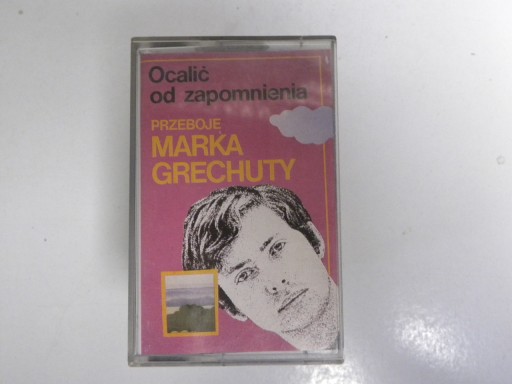 Ocalić
od zapomnienia
PRZEBOJE
MARKA
GRECHUTY